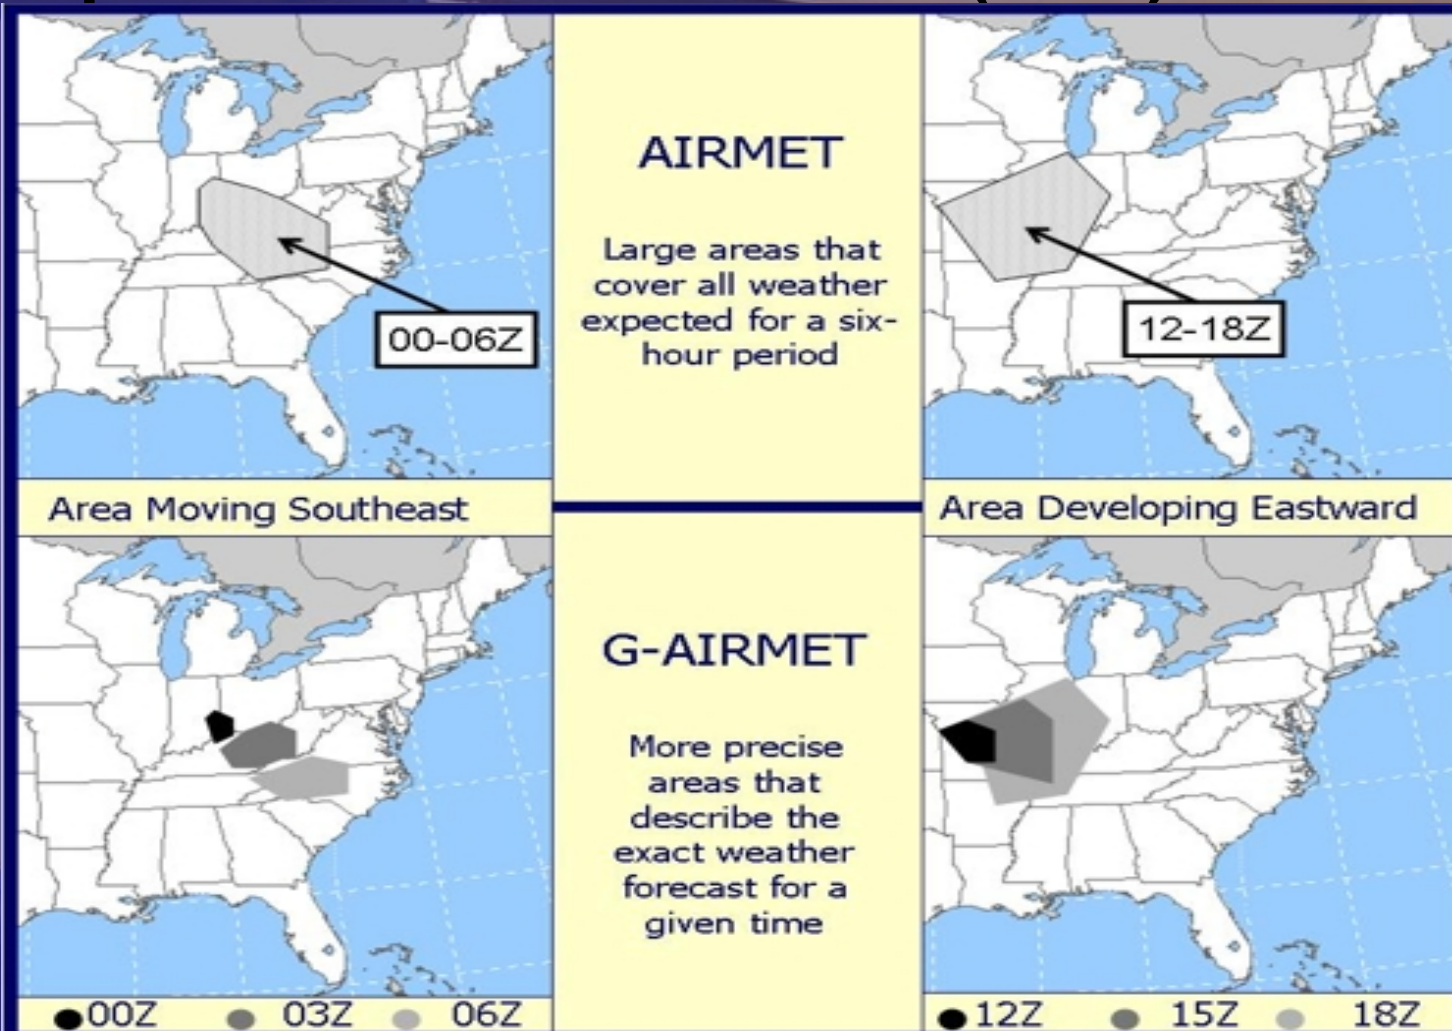 AIRMET
Large areas that
cover all weather
expected for a six-
hour period
00-06Z
12-18Z
Area Moving Southeast
Area Developing Eastward
G-AIRMET
More precise
areas that
describe the
exact weather
forecast for a
given time
00Z 03Z 06Z
12Z 15Z 18Z